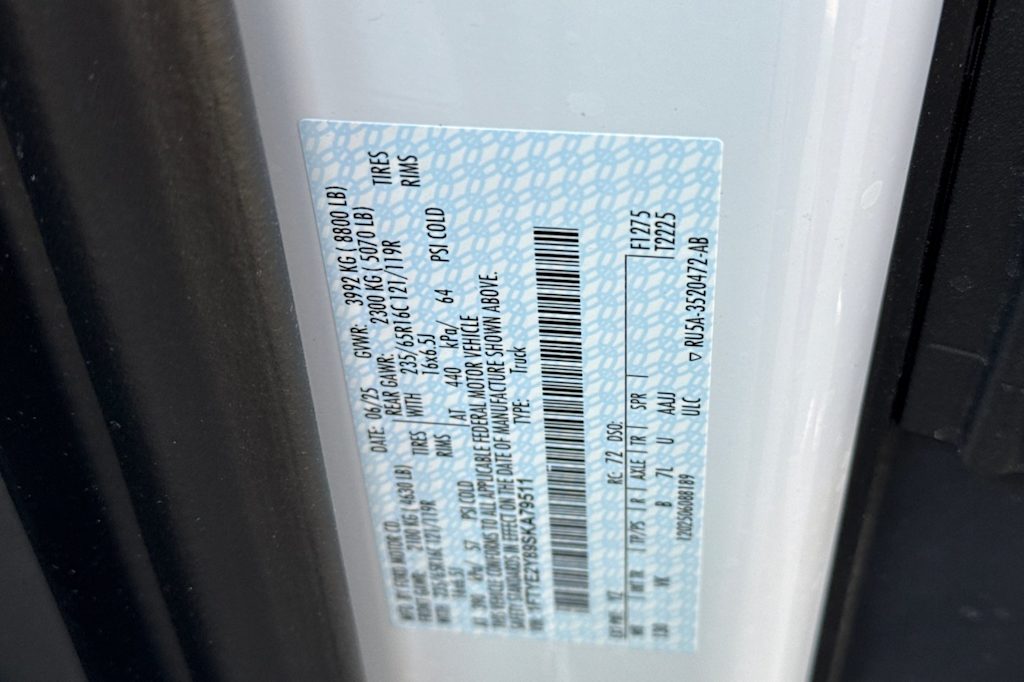 MFD. BY FORD MOTOR CO. DATE: 06/25 GVWR: 3992 KG ( 8800 LB)
FRONT GAWR: 2100 KG ( 4630 LB) REAR GAWR: 2300 KG ( 5070 LB)
WITH 235/65R16C 121/119R TIRES WITH 235/65R16C 121/119R TIRES
16x6.5J RIMS 16x6.5J RIMS
AT kPa/ 57 PSI COLD AT 440 kPa/ 64 PSI COLD
THIS VEHICLE CONFORMS TO ALL APPLICABLE FEDERAL MOTOR VEHICLE
SAFETY STANDARDS IN EFFECT ON THE DATE OF MANUFACTURE SHOWN ABOVE.
VIN: 1FTYE2Y89SKA79511 TYPE: Truck
EXT PNT: YZ RC: 72 DSO: F1275
WB TP/PS R AXLE TR SPR T2225
130 B 7L U AAJU
L20250608B189 ULC
▽ RU5A-3520472-AB